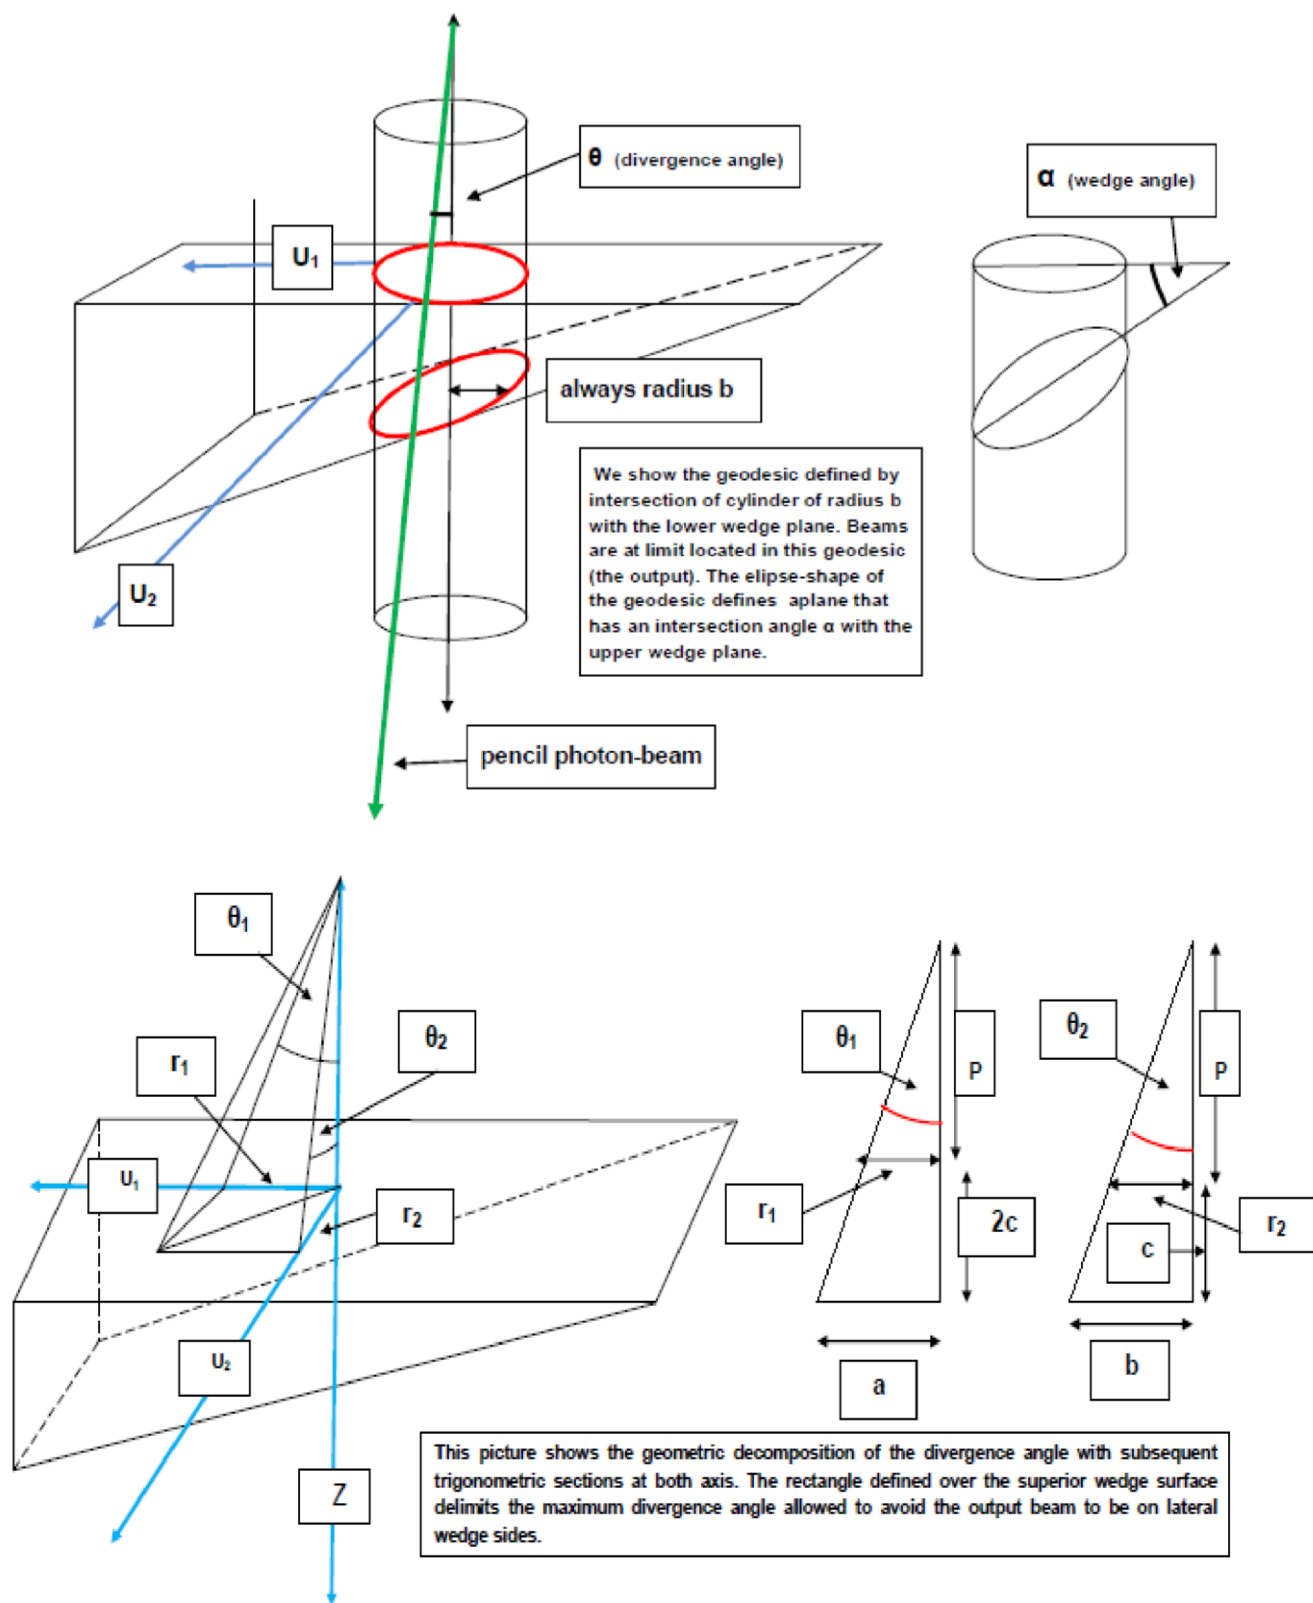 θ (divergence angle)
α (wedge angle)
U₁
always radius b
We show the geodesic defined by
intersection of cylinder of radius b
with the lower wedge plane. Beams
are at limit located in this geodesic
(the output). The elipse-shape of
the geodesic defines aplane that
has an intersection angle α with the
upper wedge plane.
U₂
pencil photon-beam
θ₁
θ₂
r₁
U₁
r₂
U₂
Z
θ₁
P
r₁
2c
a
θ₂
P
c
r₂
b
This picture shows the geometric decomposition of the divergence angle with subsequent
trigonometric sections at both axis. The rectangle defined over the superior wedge surface
delimits the maximum divergence angle allowed to avoid the output beam to be on lateral
wedge sides.